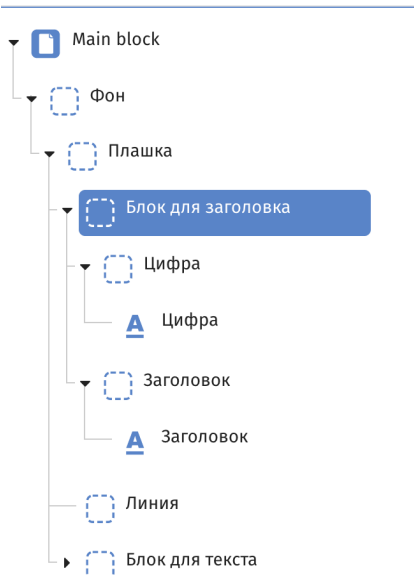 Main block
Фон
Плашка
Блок для заголовка
Цифра
Цифра
Заголовок
Заголовок
Линия
Блок для текста